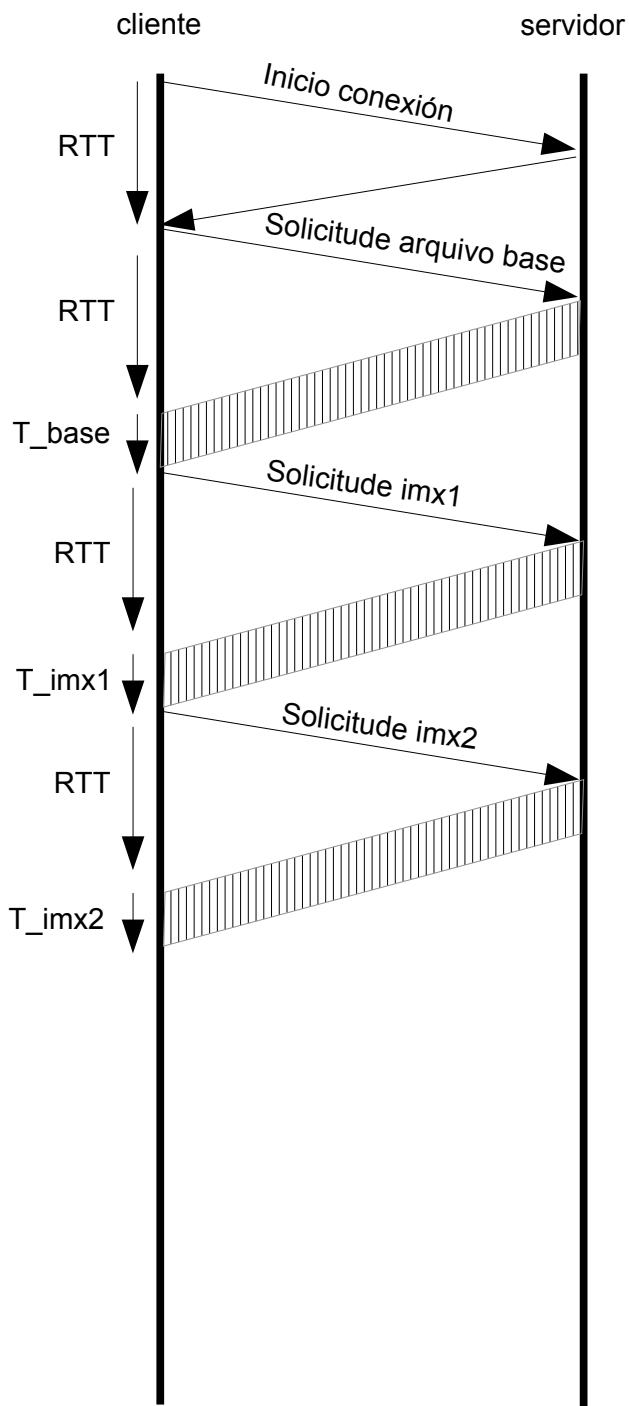 cliente
servidor
Inicio conexión
RTT
Solicitude arquivo base
RTT
T_base
Solicitude imx1
RTT
T_imx1
Solicitude imx2
RTT
T_imx2